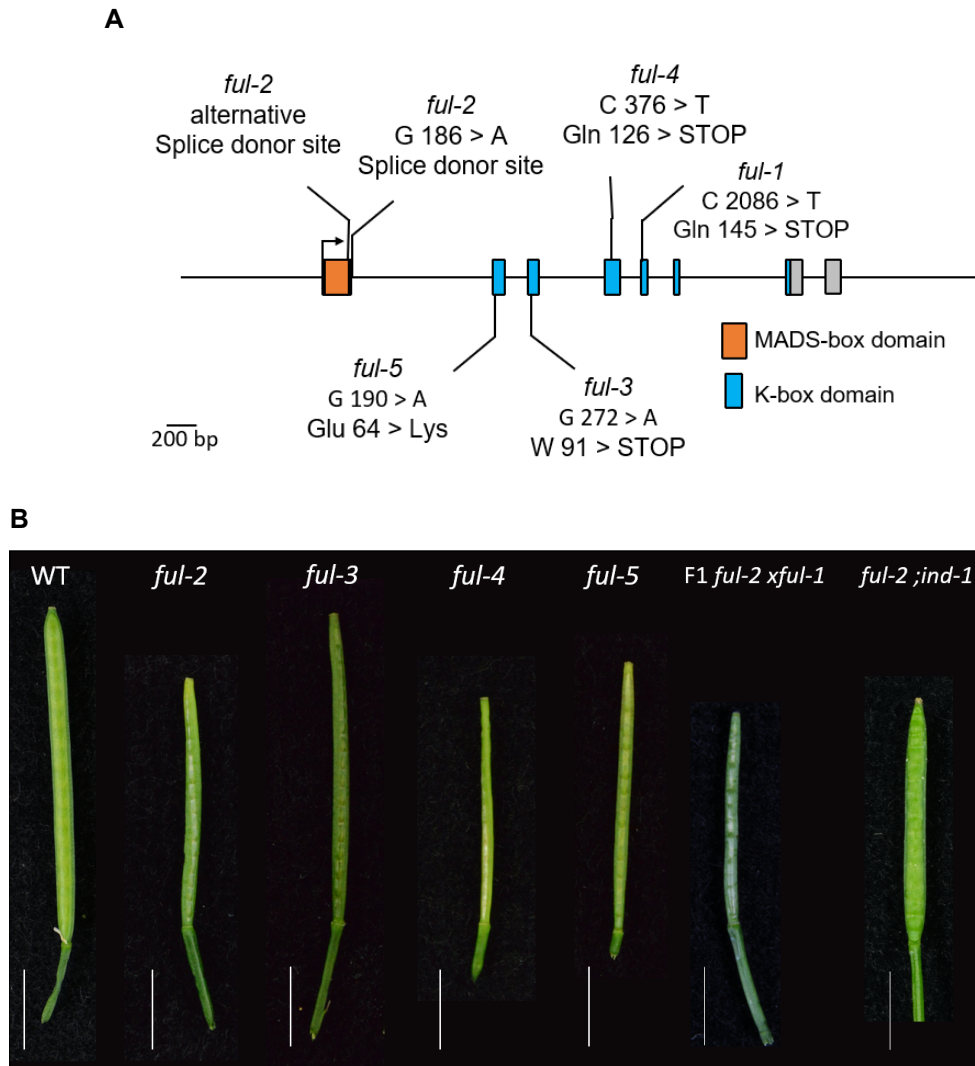 A
ful-2
alternative
Splice donor site
ful-2
G 186 > A
Splice donor site
ful-4
C 376 > T
Gln 126 > STOP
ful-1
C 2086 > T
Gln 145 > STOP
ful-5
G 190 > A
Glu 64 > Lys
ful-3
G 272 > A
W 91 > STOP
MADS-box domain
K-box domain
200 bp
B
WT
ful-2
ful-3
ful-4
ful-5
F1 ful-2 xful-1
ful-2 ;ind-1